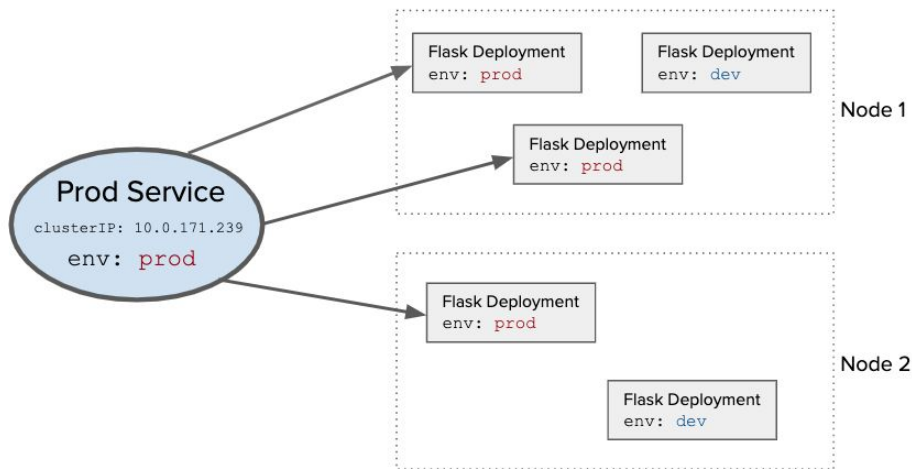 Flask Deployment
env: prod
Flask Deployment
env: dev
Node 1
Flask Deployment
env: prod
Prod Service
clusterIP: 10.0.171.239
env: prod
Flask Deployment
env: prod
Node 2
Flask Deployment
env: dev